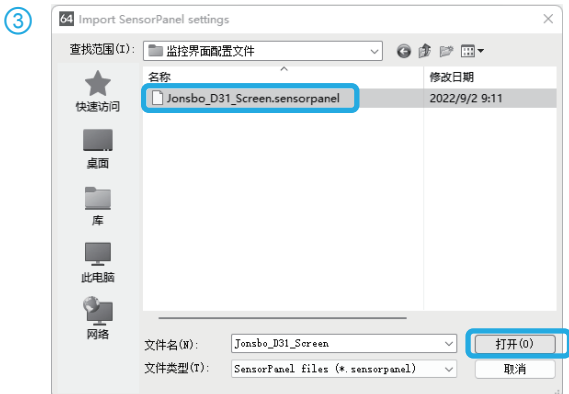 ③
64 Import SensorPanel settings
查找范围(I): 监控界面配置文件
名称 修改日期
Jonsbo_D31_Screen.sensorpanel 2022/9/2 9:11
快速访问
桌面
库
此电脑
网络
文件名(N): Jonsbo_D31_Screen 打开(O)
文件类型(T): SensorPanel files (*.sensorpanel) 取消